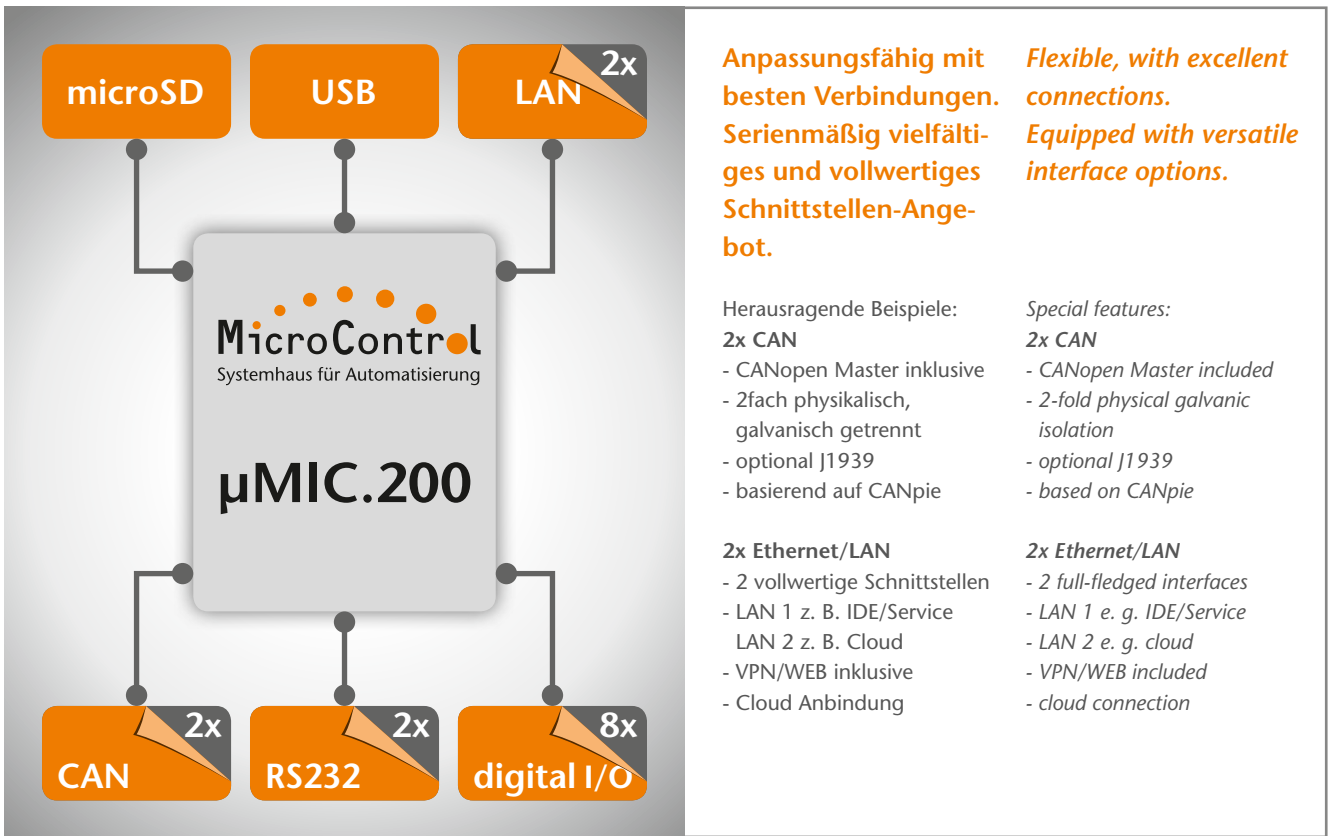 microSD
USB
LAN
2x
MicroControl
Systemhaus für Automatisierung
µMIC.200
2x
CAN
2x
RS232
8x
digital I/O
Anpassungsfähig mit
besten Verbindungen.
Serienmäßig vielfälti-
ges und vollwertiges
Schnittstellen-Ange-
bot.
Herausragende Beispiele:
2x CAN
- CANopen Master inklusive
- 2fach physikalisch,
galvanisch getrennt
- optional J1939
- basierend auf CANpie
2x Ethernet/LAN
- 2 vollwertige Schnittstellen
- LAN 1 z. B. IDE/Service
LAN 2 z. B. Cloud
- VPN/WEB inklusive
- Cloud Anbindung
Flexible, with excellent
connections.
Equipped with versatile
interface options.
Special features:
2x CAN
- CANopen Master included
- 2-fold physical galvanic
isolation
- optional J1939
- based on CANpie
2x Ethernet/LAN
- 2 full-fledged interfaces
- LAN 1 e. g. IDE/Service
- LAN 2 e. g. cloud
- VPN/WEB included
- cloud connection